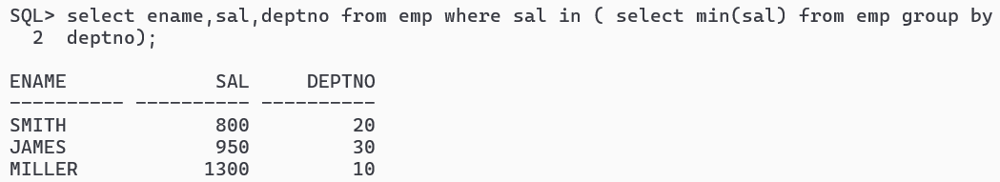 SQL> select ename,sal,deptno from emp where sal in ( select min(sal) from emp group by
  2  deptno);

ENAME             SAL     DEPTNO
---------- ---------- ----------
SMITH             800         20
JAMES             950         30
MILLER           1300         10